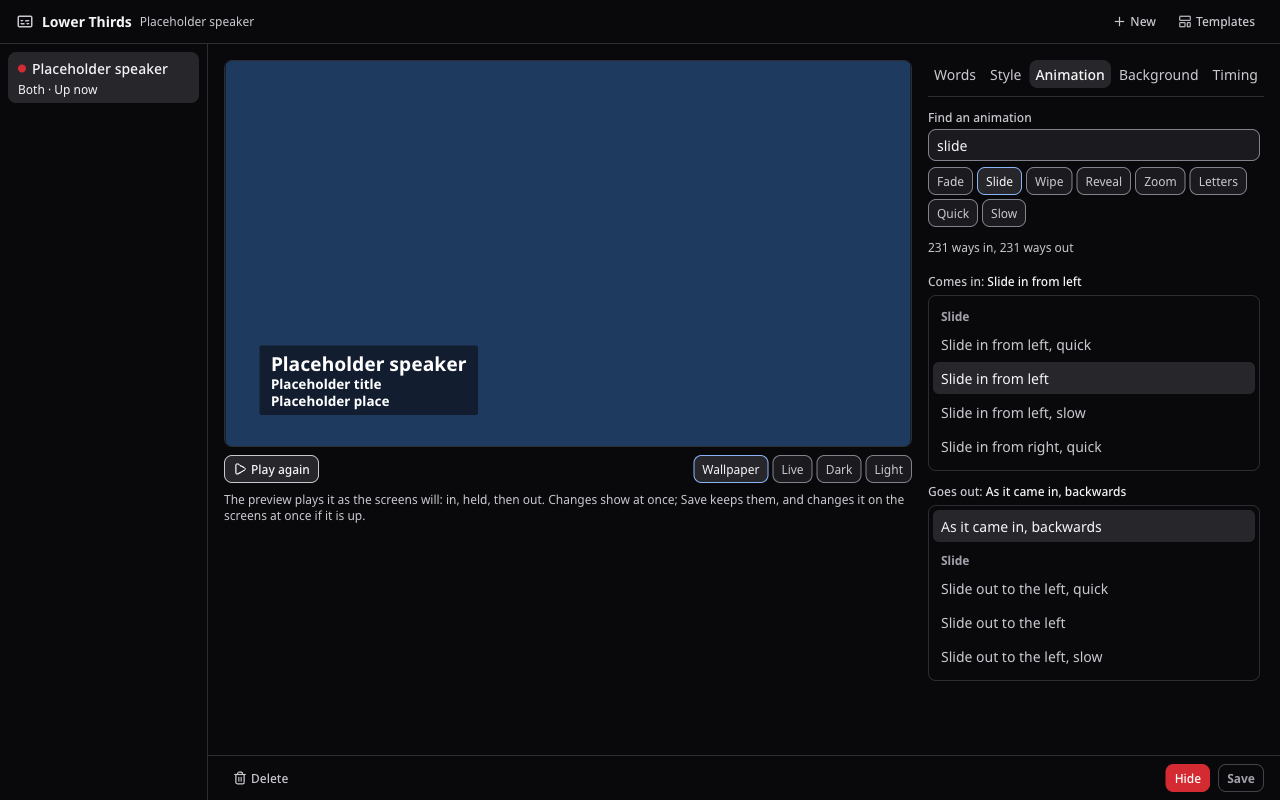 Lower Thirds Placeholder speaker
New
Templates
Placeholder speaker
Both · Up now
Placeholder speaker
Placeholder title
Placeholder place
Play again
Wallpaper
Live
Dark
Light
The preview plays it as the screens will: in, held, then out. Changes show at once; Save keeps them, and changes it on the
screens at once if it is up.
Words
Style
Animation
Background
Timing
Find an animation
slide
Fade
Slide
Wipe
Reveal
Zoom
Letters
Quick
Slow
231 ways in, 231 ways out
Comes in: Slide in from left
Slide
Slide in from left, quick
Slide in from left
Slide in from left, slow
Slide in from right, quick
Goes out: As it came in, backwards
As it came in, backwards
Slide
Slide out to the left, quick
Slide out to the left
Slide out to the left, slow
Delete
Hide
Save